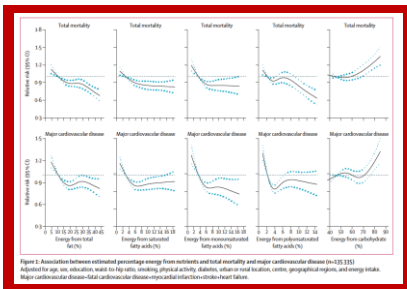 Total mortality Total mortality Total mortality Total mortality Total mortality
Relative risk (95% CI)
Major cardiovascular disease Major cardiovascular disease Major cardiovascular disease Major cardiovascular disease Major cardiovascular disease
Relative risk (95% CI)
Energy from total fat (%)
Energy from saturated fatty acids (%)
Energy from monounsaturated fatty acids (%)
Energy from polyunsaturated fatty acids (%)
Energy from carbohydrate (%)
Figure 1: Association between estimated percentage energy from nutrients and total mortality and major cardiovascular disease (n=135 335)
Adjusted for age, sex, education, waist-to-hip ratio, smoking, physical activity, diabetes, urban or rural location, centre, geographical regions, and energy intake.
Major cardiovascular disease=fatal cardiovascular disease+myocardial infarction+stroke+heart failure.